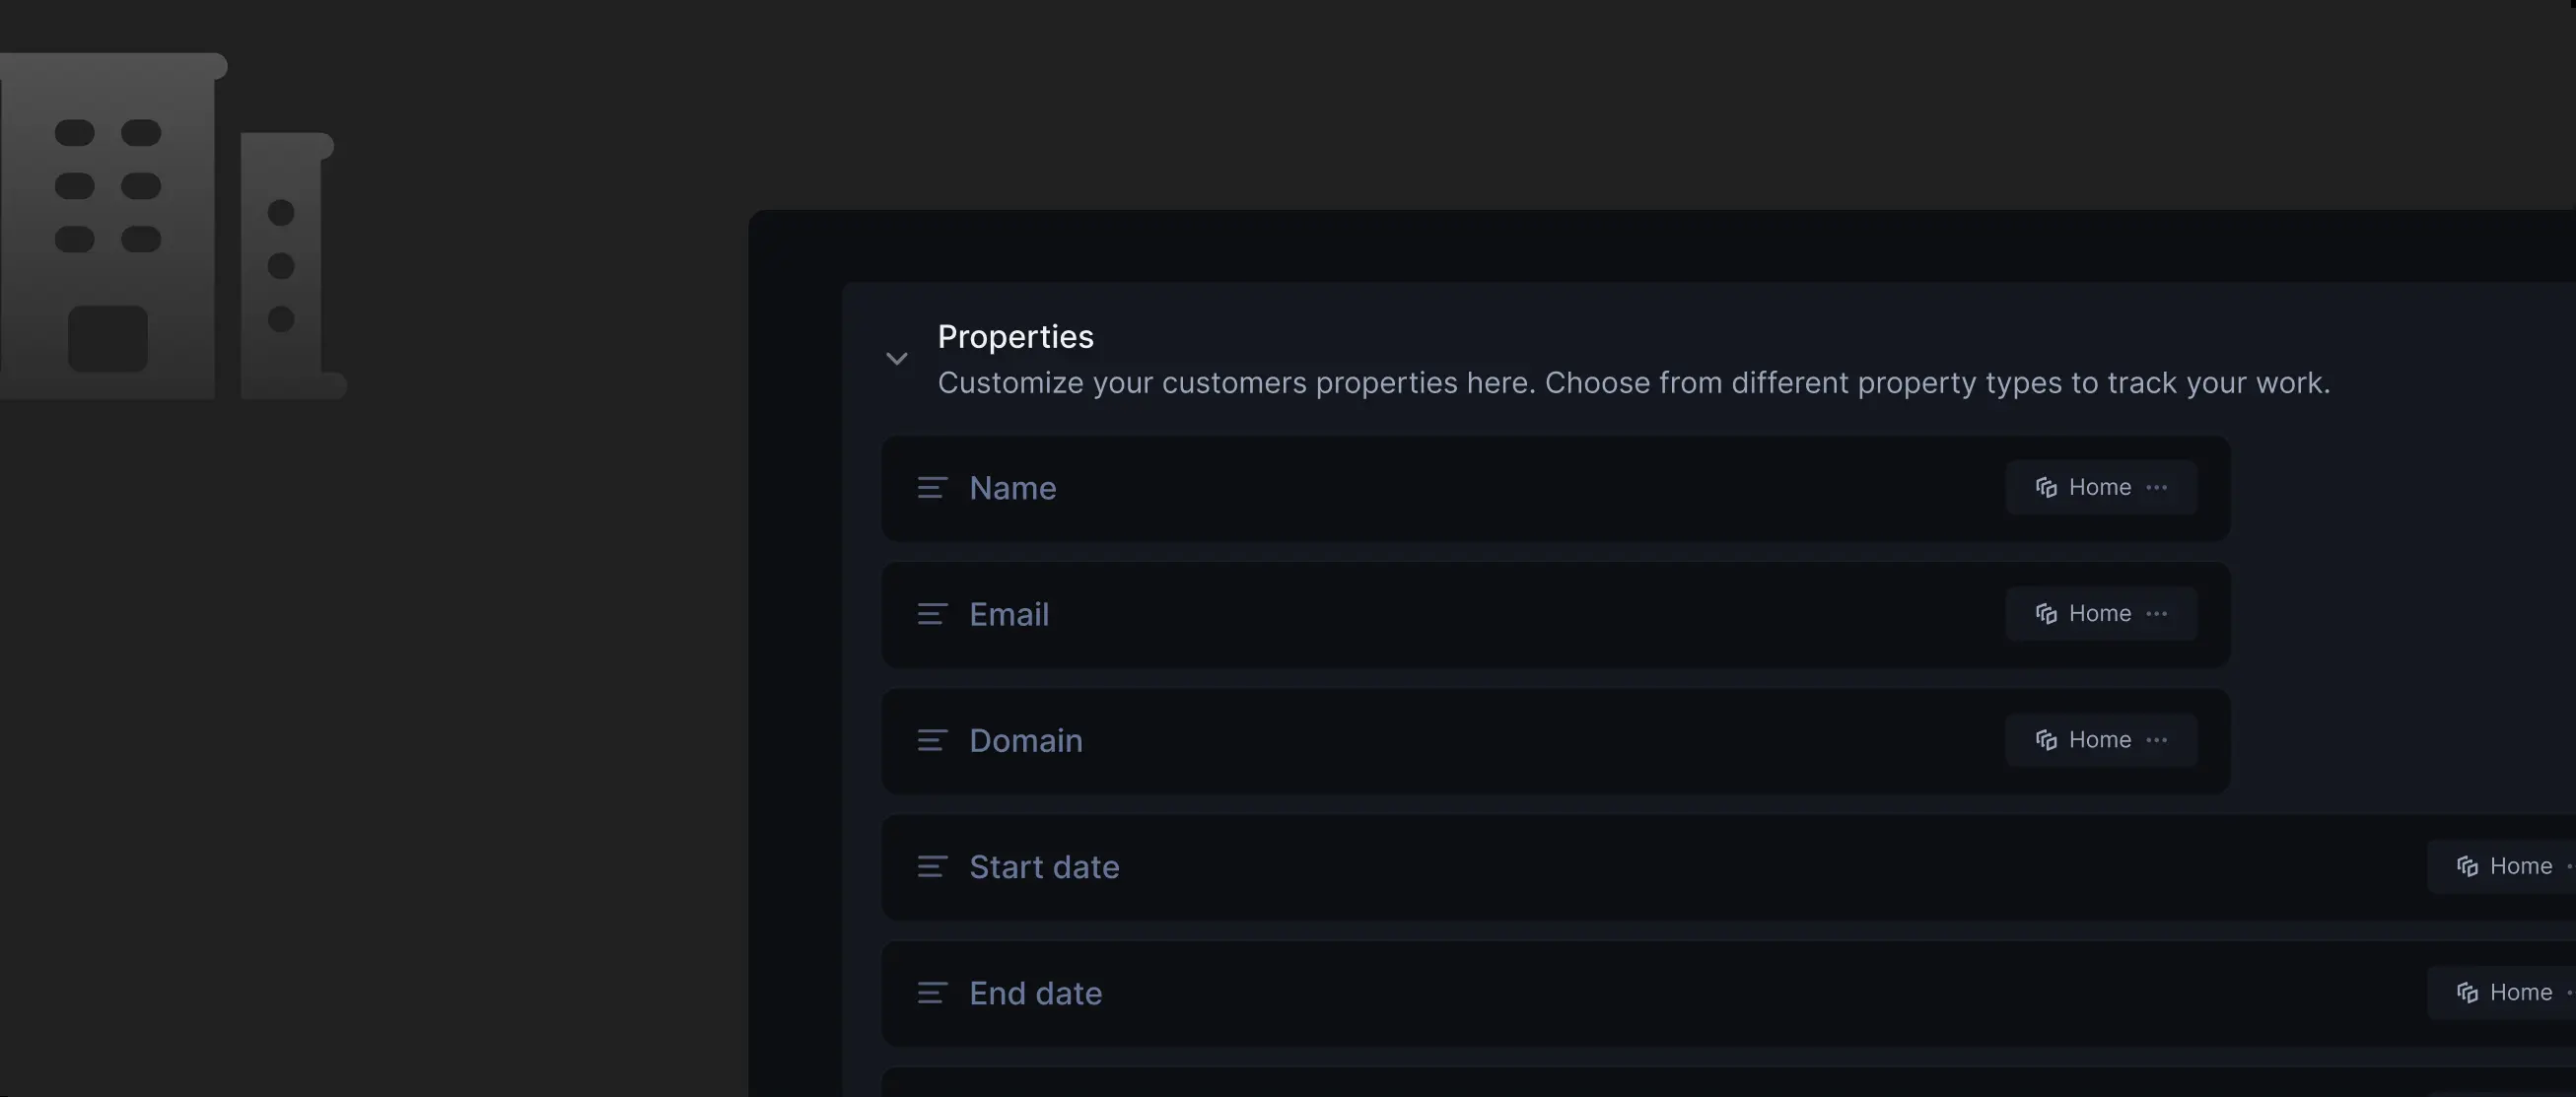 Properties
Customize your customers properties here. Choose from different property types to track your work.
Name
Home
Email
Home
Domain
Home
Start date
Home
End date
Home